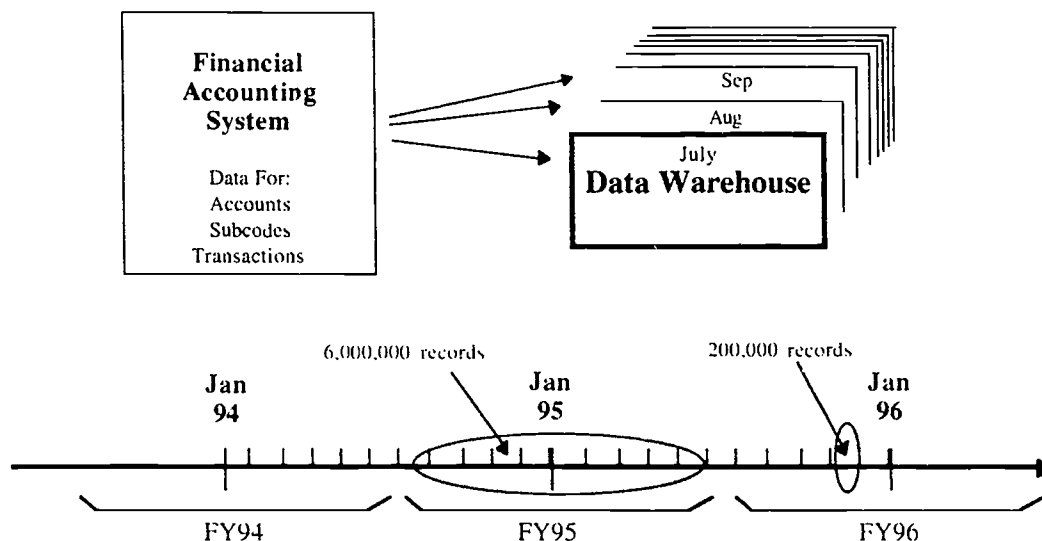 Financial
Accounting
System
Data For:
Accounts
Subcodes
Transactions
Sep
Aug
July
Data Warehouse
6,000,000 records
200,000 records
Jan
94
Jan
95
Jan
96
FY94
FY95
FY96